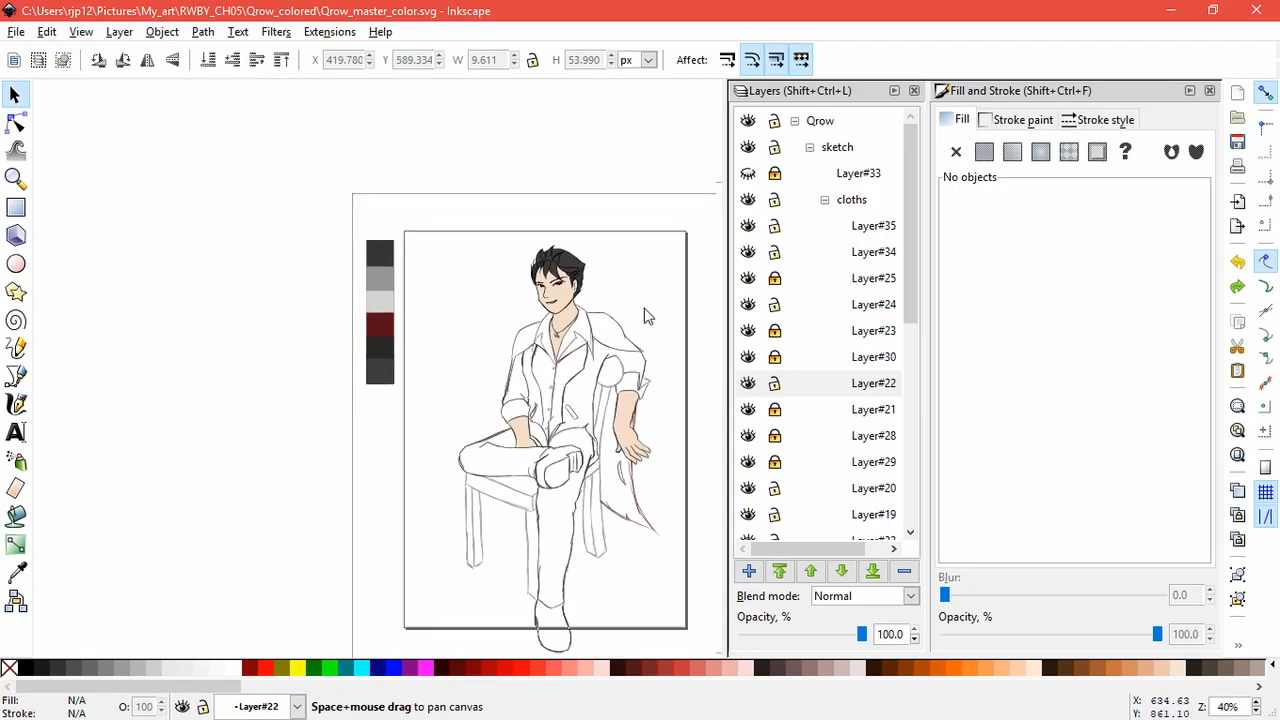 C:\Users\rjp12\Pictures\My_art\RWBY_CH05\Qrow_colored\Qrow_master_color.svg - Inkscape
File Edit View Layer Object Path Text Filters Extensions Help
X 419.780 Y 589.334 W 9.611 H 53.990 px Affect:
Layers (Shift+Ctrl+L)
Qrow
sketch
Layer#33
cloths
Layer#35
Layer#34
Layer#25
Layer#24
Layer#23
Layer#30
Layer#22
Layer#21
Layer#28
Layer#29
Layer#20
Layer#19
Blend mode: Normal
Opacity, %
100.0
Fill and Stroke (Shift+Ctrl+F)
Fill Stroke paint Stroke style
?
No objects
Blur:
0.0
Opacity, %
100.0
Fill: N/A
Stroke: N/A
O: 100
•Layer#22
Space+mouse drag to pan canvas
X: 634.63
Y: 861.10
Z: 40%